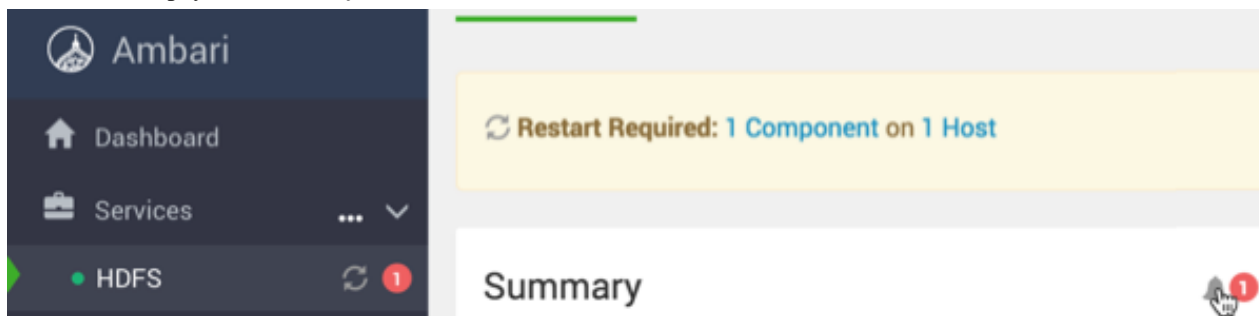 Ambari
Dashboard
Services ...
HDFS 1
Restart Required: 1 Component on 1 Host
Summary 1